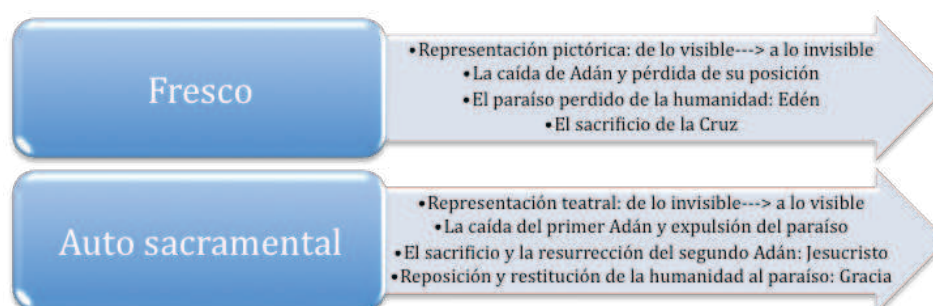 Fresco
•Representación pictórica: de lo visible---> a lo invisible
•La caída de Adán y pérdida de su posición
•El paraíso perdido de la humanidad: Edén
•El sacrificio de la Cruz
Auto sacramental
•Representación teatral: de lo invisible---> a lo visible
•La caída del primer Adán y expulsión del paraíso
•El sacrificio y la resurrección del segundo Adán: Jesucristo
•Reposición y restitución de la humanidad al paraíso: Gracia